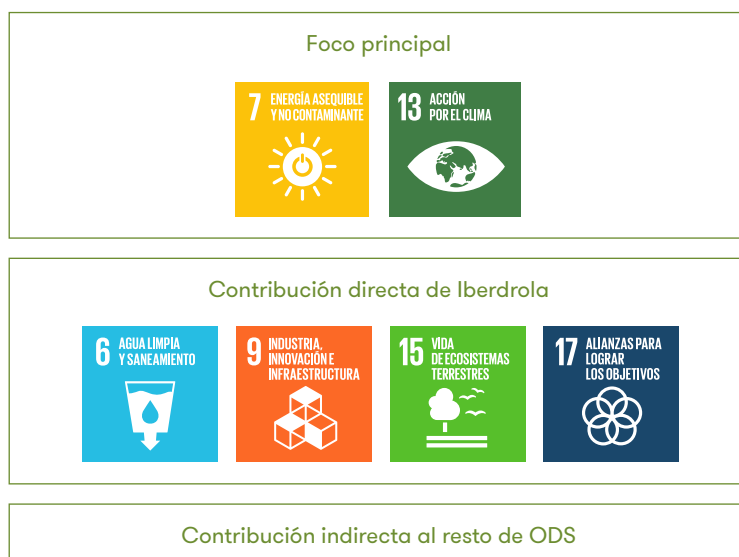 Foco principal
7 ENERGÍA ASEQUIBLE
Y NO CONTAMINANTE
13 ACCIÓN
POR EL CLIMA
Contribución directa de Iberdrola
6 AGUA LIMPIA
Y SANEAMIENTO
9 INDUSTRIA,
INNOVACIÓN E
INFRAESTRUCTURA
15 VIDA
DE ECOSISTEMAS
TERRESTRES
17 ALIANZAS PARA
LOGRAR
LOS OBJETIVOS
Contribución indirecta al resto de ODS